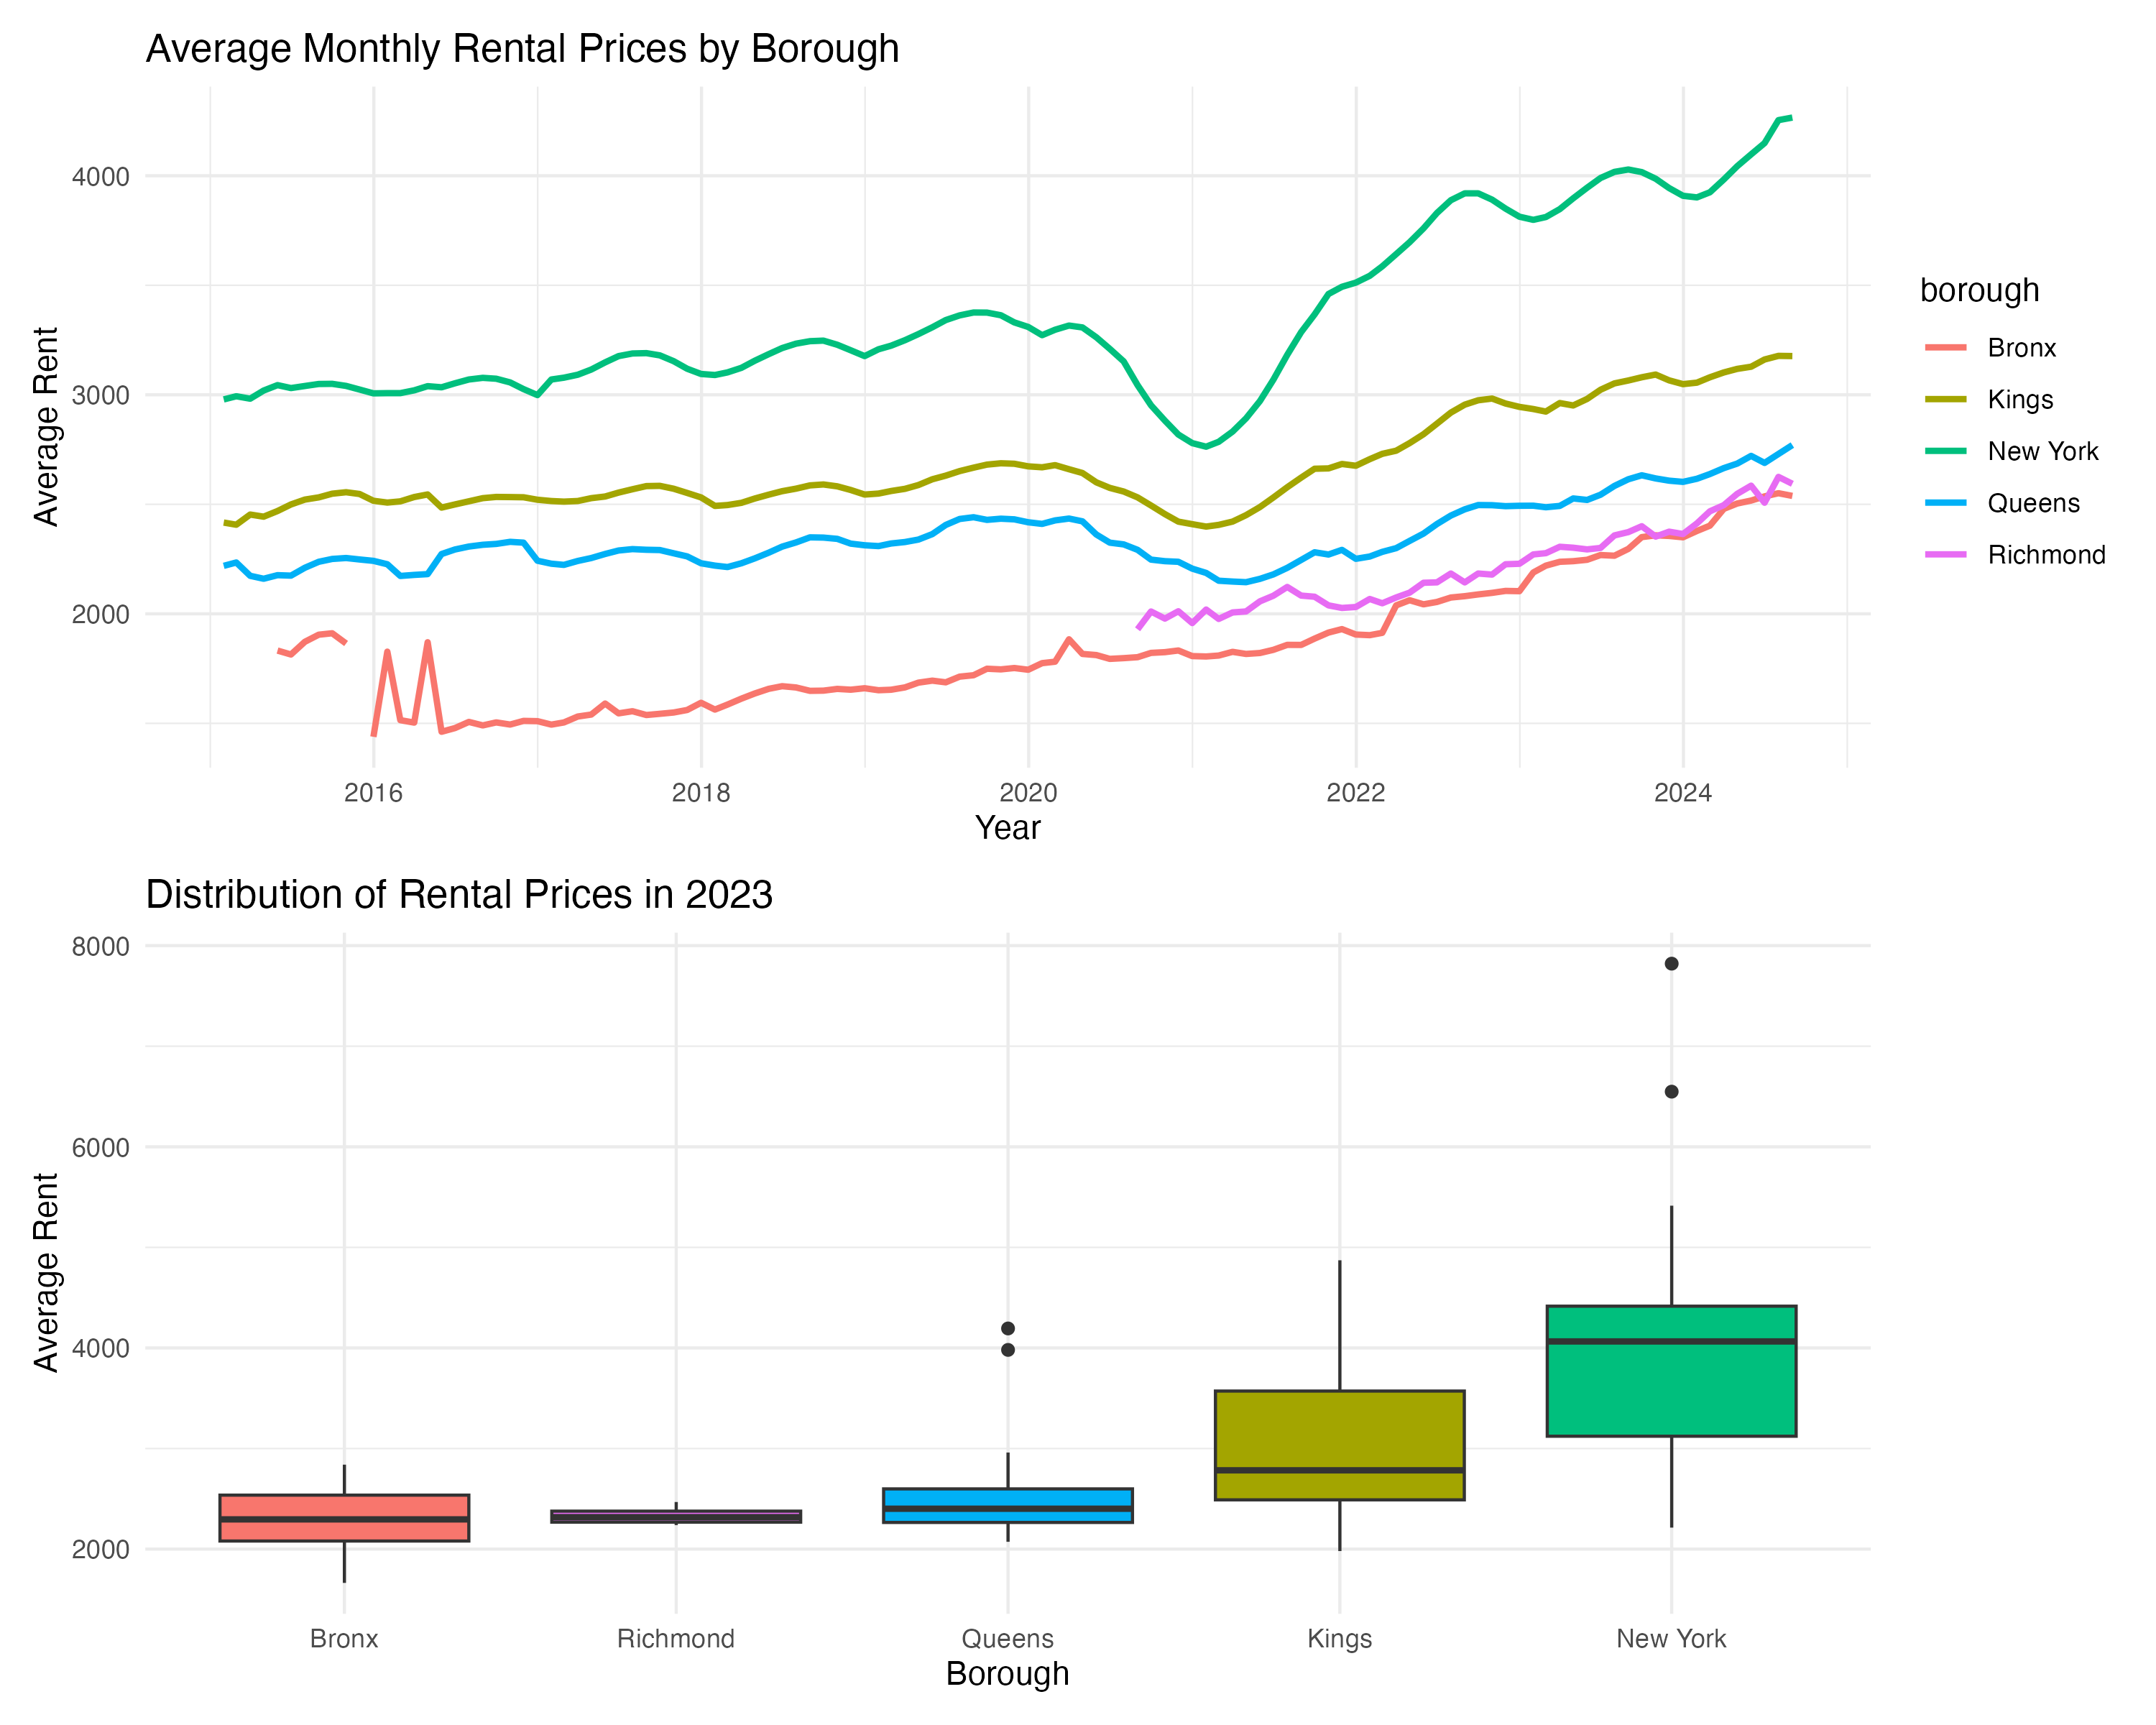 Average Monthly Rental Prices by Borough
Average Rent
4000
3000
2000
2016 2018 2020 2022 2024
Year
borough
Bronx
Kings
New York
Queens
Richmond
Distribution of Rental Prices in 2023
Average Rent
8000
6000
4000
2000
Bronx Richmond Queens Kings New York
Borough